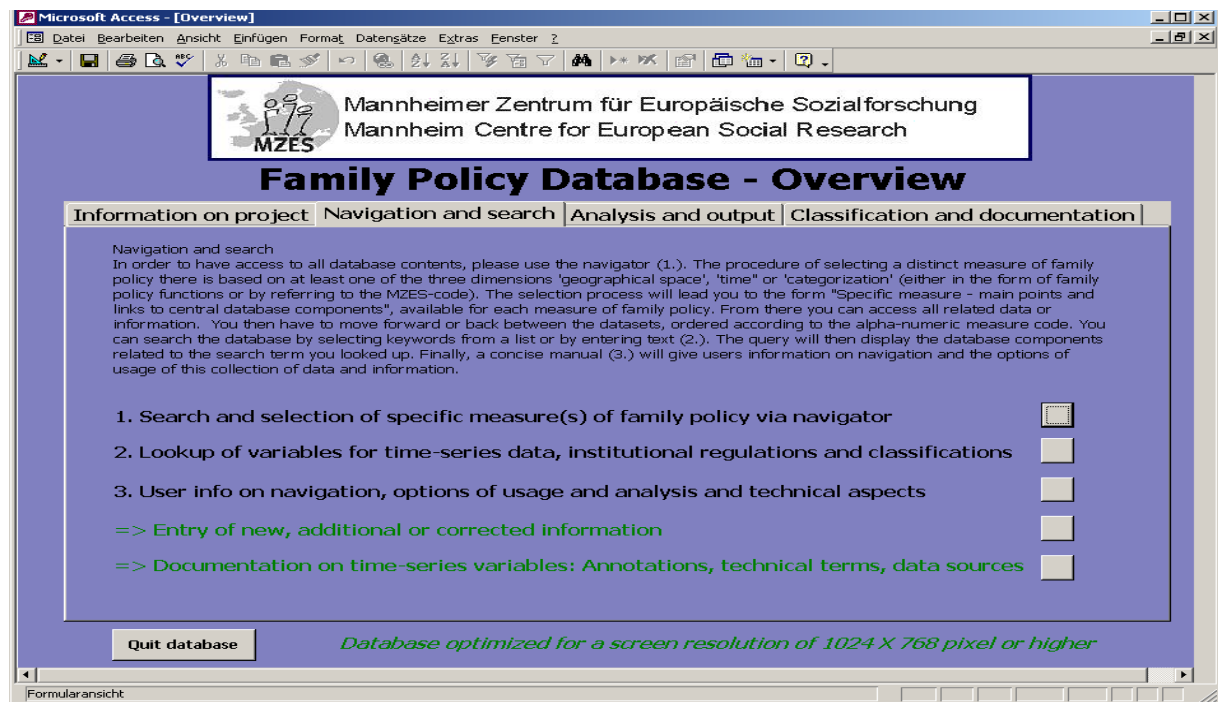 Microsoft Access - [Overview]
Datei Bearbeiten Ansicht Einfügen Format Datensätze Extras Fenster ?
MZES
Mannheimer Zentrum für Europäische Sozialforschung
Mannheim Centre for European Social Research
Family Policy Database - Overview
Information on project Navigation and search Analysis and output Classification and documentation
Navigation and search
In order to have access to all database contents, please use the navigator (1.). The procedure of selecting a distinct measure of family
policy there is based on at least one of the three dimensions 'geographical space', 'time" or 'categorization' (either in the form of family
policy functions or by referring to the MZES-code). The selection process will lead you to the form "Specific measure - main points and
links to central database components", available for each measure of family policy. From there you can access all related data or
information. You then have to move forward or back between the datasets, ordered according to the alpha-numeric measure code. You
can search the database by selecting keywords from a list or by entering text (2.). The query will then display the database components
related to the search term you looked up. Finally, a concise manual (3.) will give users information on navigation and the options of
usage of this collection of data and information.
1. Search and selection of specific measure(s) of family policy via navigator
2. Lookup of variables for time-series data, institutional regulations and classifications
3. User info on navigation, options of usage and analysis and technical aspects
=> Entry of new, additional or corrected information
=> Documentation on time-series variables: Annotations, technical terms, data sources
Quit database
Database optimized for a screen resolution of 1024 X 768 pixel or higher
Formularansicht